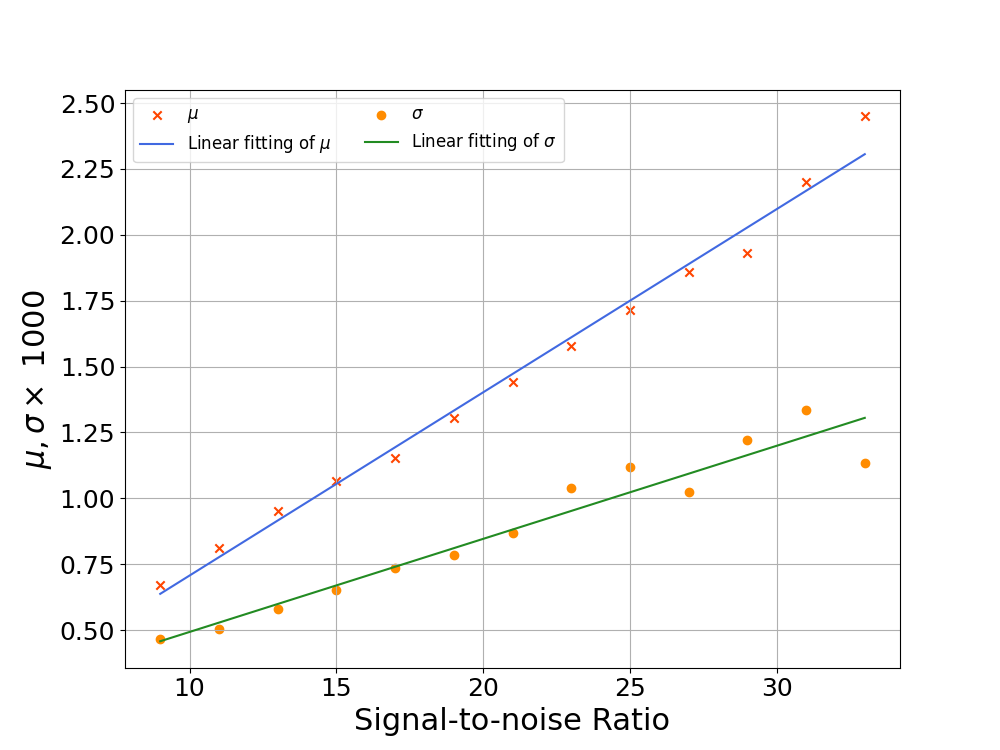 2.50
2.25
2.00
1.75
1.50
1.25
1.00
0.75
0.50
μ, σ × 1000
μ
Linear fitting of μ
σ
Linear fitting of σ
10 15 20 25 30
Signal-to-noise Ratio